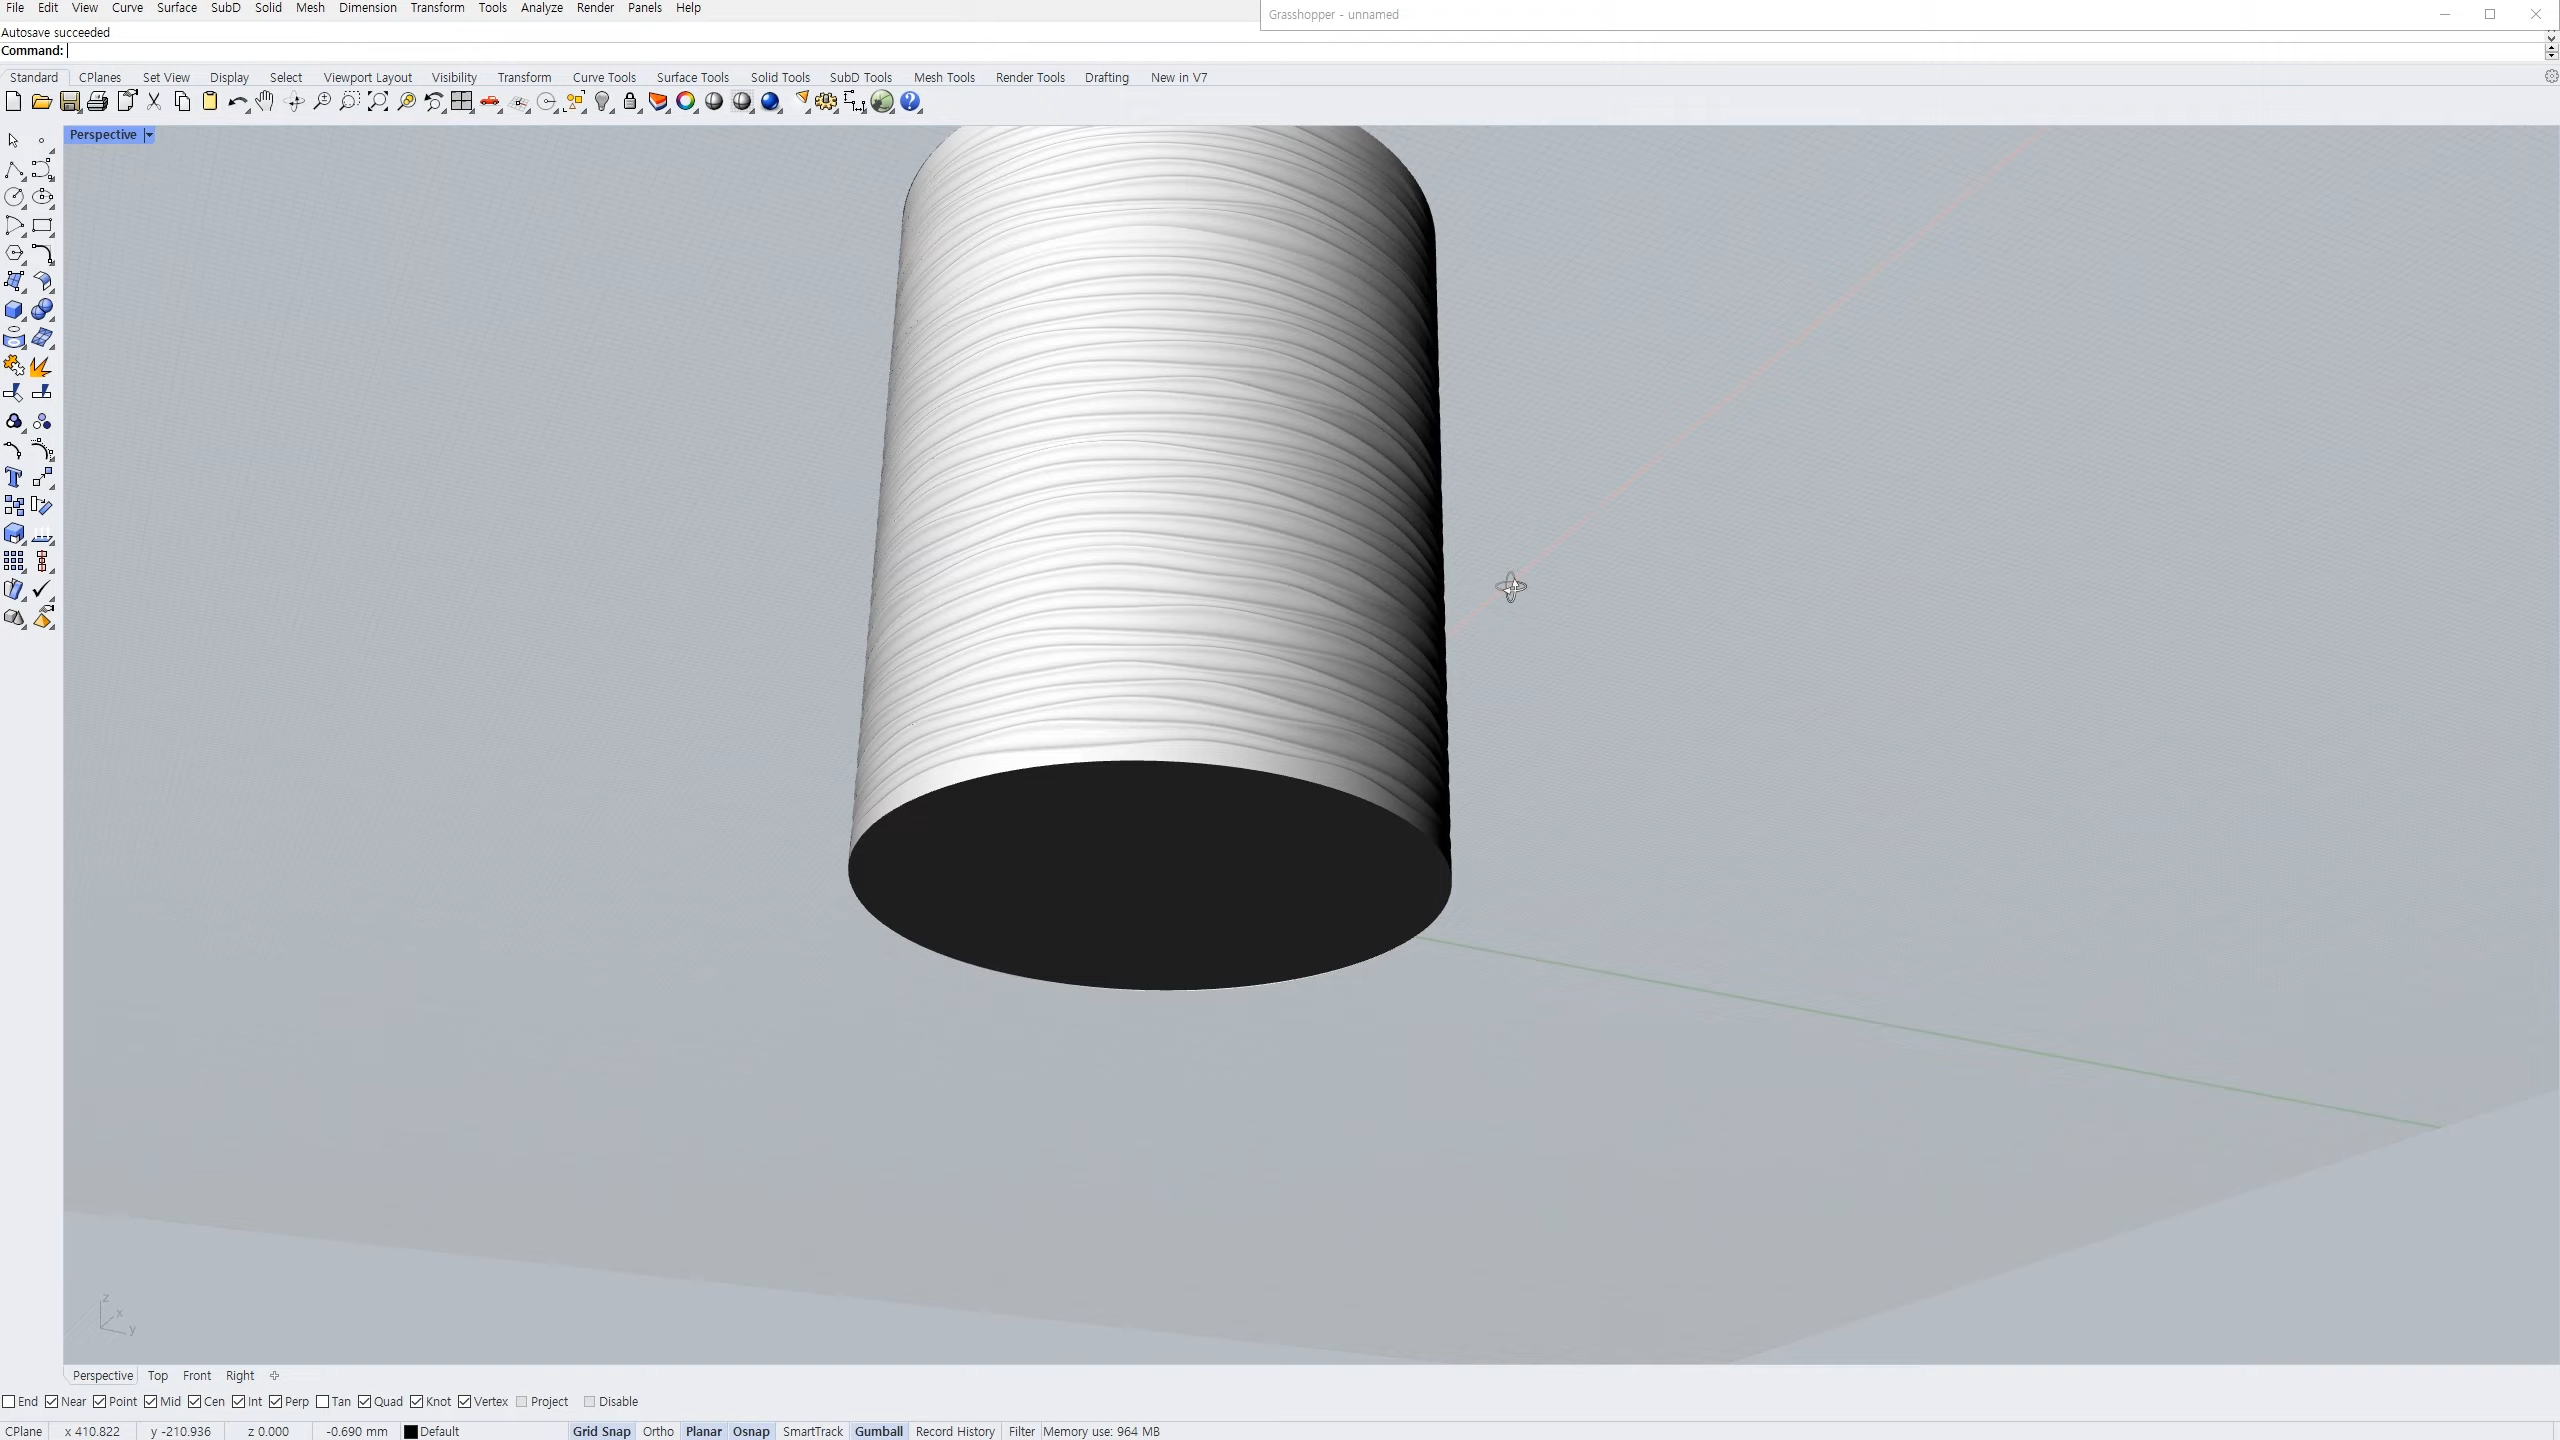 File Edit View Curve Surface SubD Solid Mesh Dimension Transform Tools Analyze Render Panels Help
Grasshopper - unnamed
Autosave succeeded
Command:
Standard CPlanes Set View Display Select Viewport Layout Visibility Transform Curve Tools Surface Tools Solid Tools SubD Tools Mesh Tools Render Tools Drafting New in V7
Perspective
z
x
y
Perspective Top Front Right
End Near Point Mid Cen Int Perp Tan Quad Knot Vertex Project Disable
CPlane x 410.822 y -210.936 z 0.000 -0.690 mm Default Grid Snap Ortho Planar Osnap SmartTrack Gumball Record History Filter Memory use: 964 MB